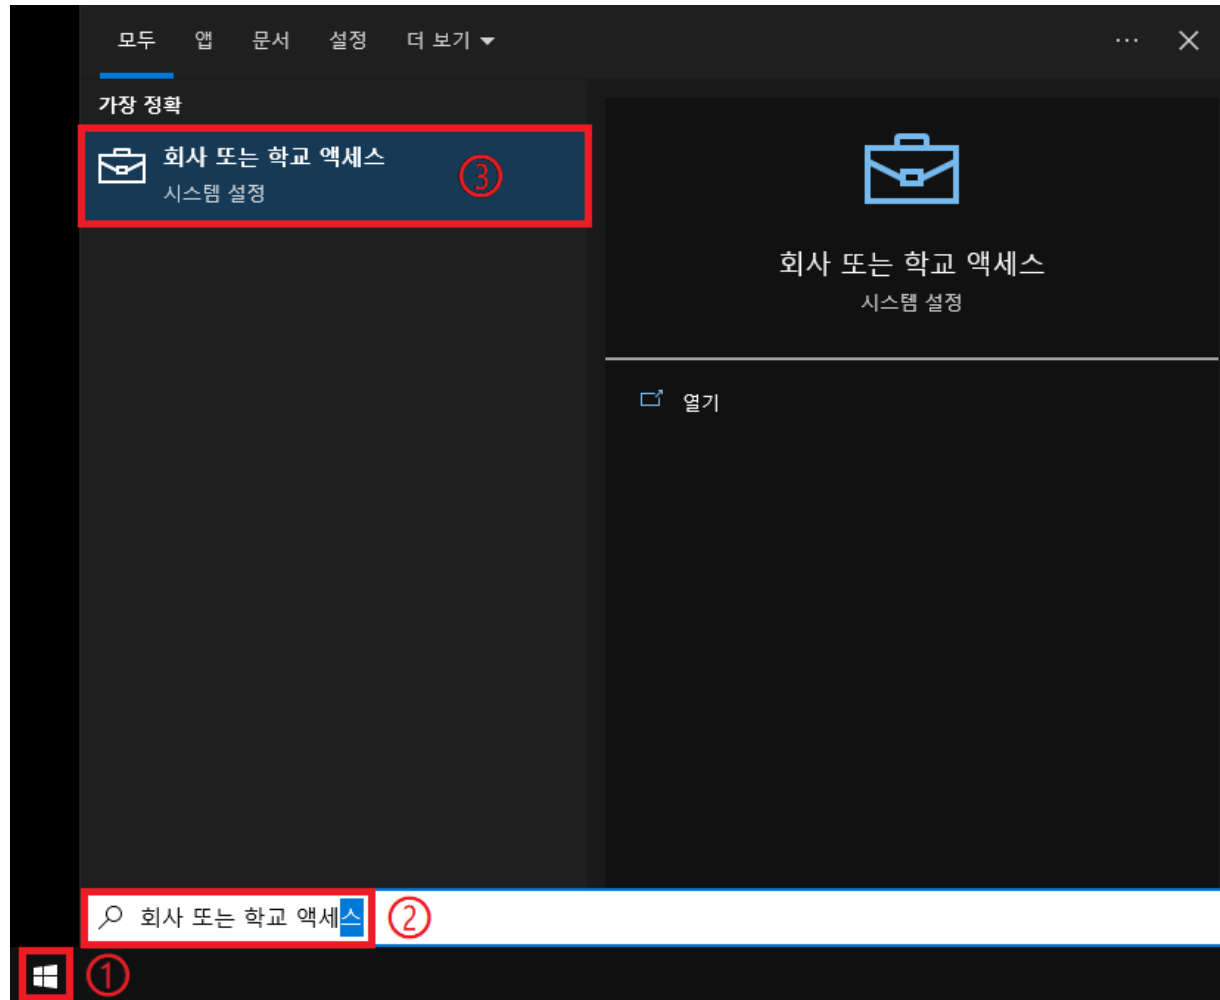 모두 앱 문서 설정 더 보기
가장 정확
회사 또는 학교 액세스
시스템 설정
③
회사 또는 학교 액세스
시스템 설정
열기
회사 또는 학교 액세스 ②
①